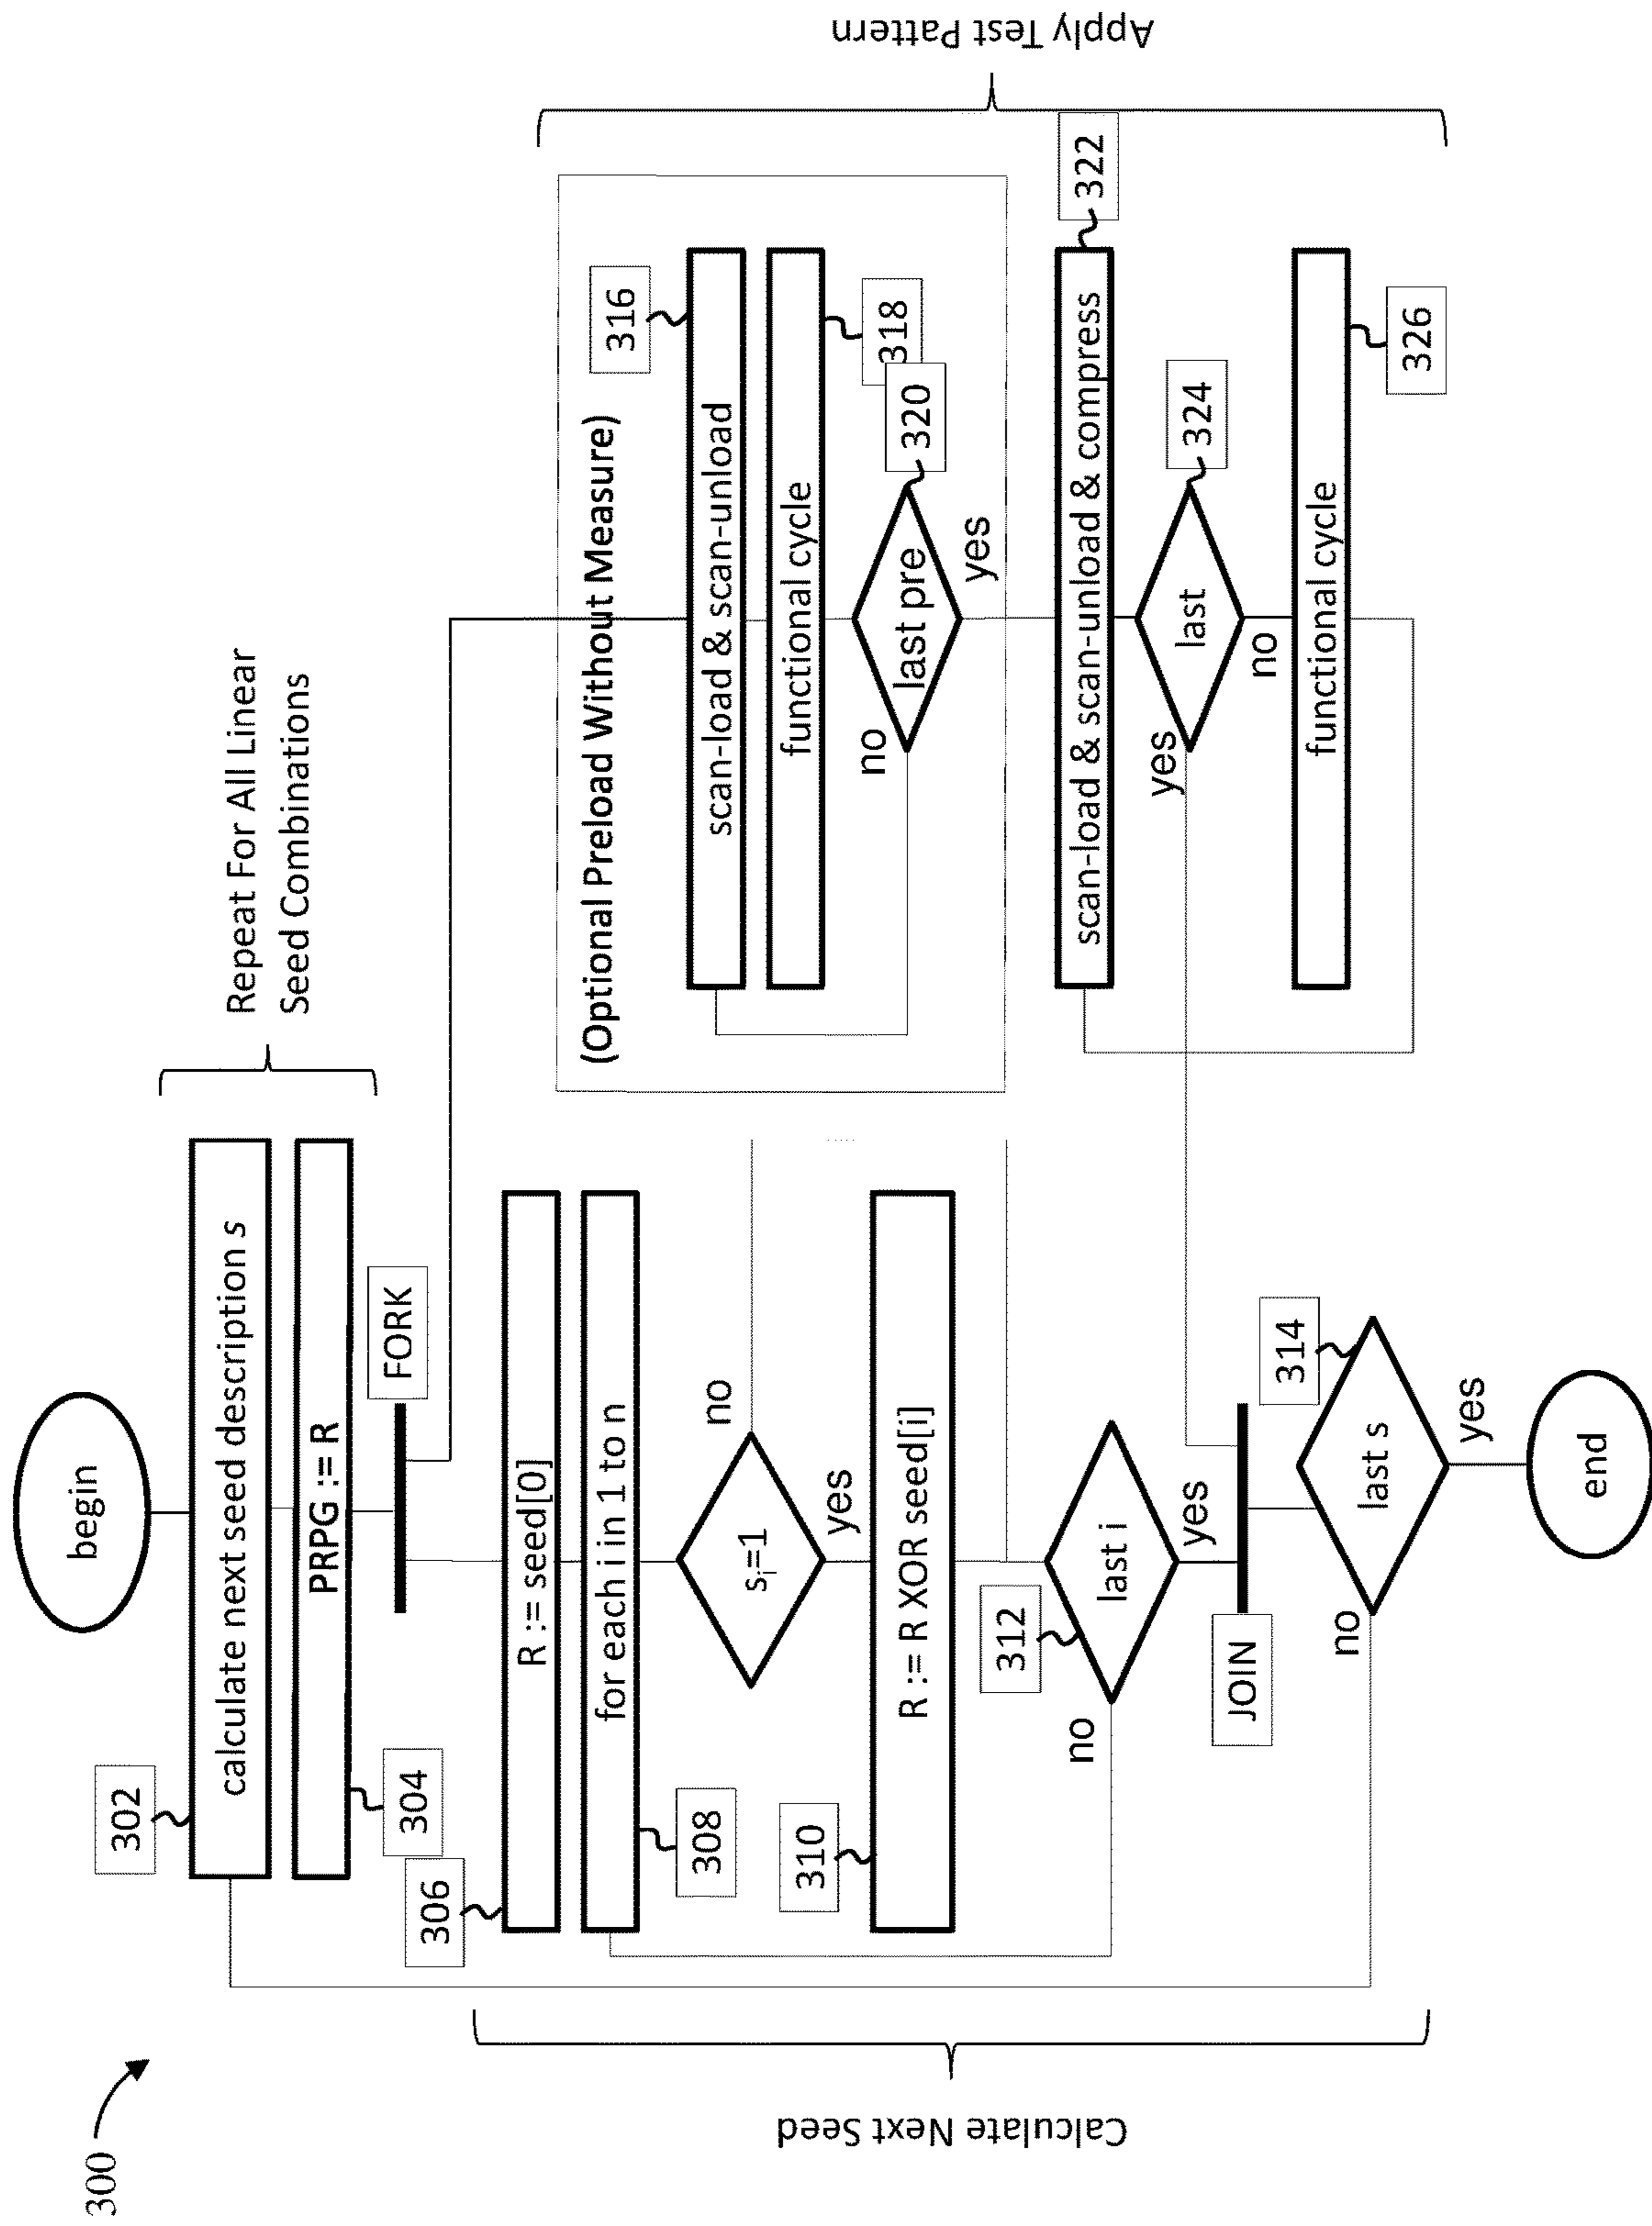 300
begin
302
calculate next seed description s
Repeat For All Linear
Seed Combinations
PRPG := R
304
FORK
Calculate Next Seed
306
R := seed[0]
for each i in 1 to n
308
sᵢ=1
no
yes
310
R := R XOR seed[i]
312
last i
no
yes
JOIN
314
last s
no
yes
end
Apply Test Pattern
(Optional Preload Without Measure)
316
scan-load & scan-unload
functional cycle
318
320
last pre
no
yes
322
scan-load & scan-unload & compress
324
last
yes
no
functional cycle
326